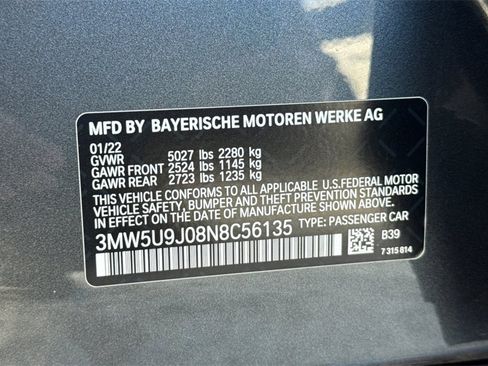 MFD BY BAYERISCHE MOTOREN WERKE AG
01/22
GVWR 5027 lbs 2280 kg
GAWR FRONT 2524 lbs 1145 kg
GAWR REAR 2723 lbs 1235 kg
THIS VEHICLE CONFORMS TO ALL APPLICABLE U.S. FEDERAL MOTOR
VEHICLE SAFETY, BUMPER AND THEFT PREVENTION STANDARDS
IN EFFECT ON THE DATE OF MANUFACTURE SHOWN ABOVE.
3MW5U9J08N8C56135 TYPE: PASSENGER CAR
B39
7 315 814